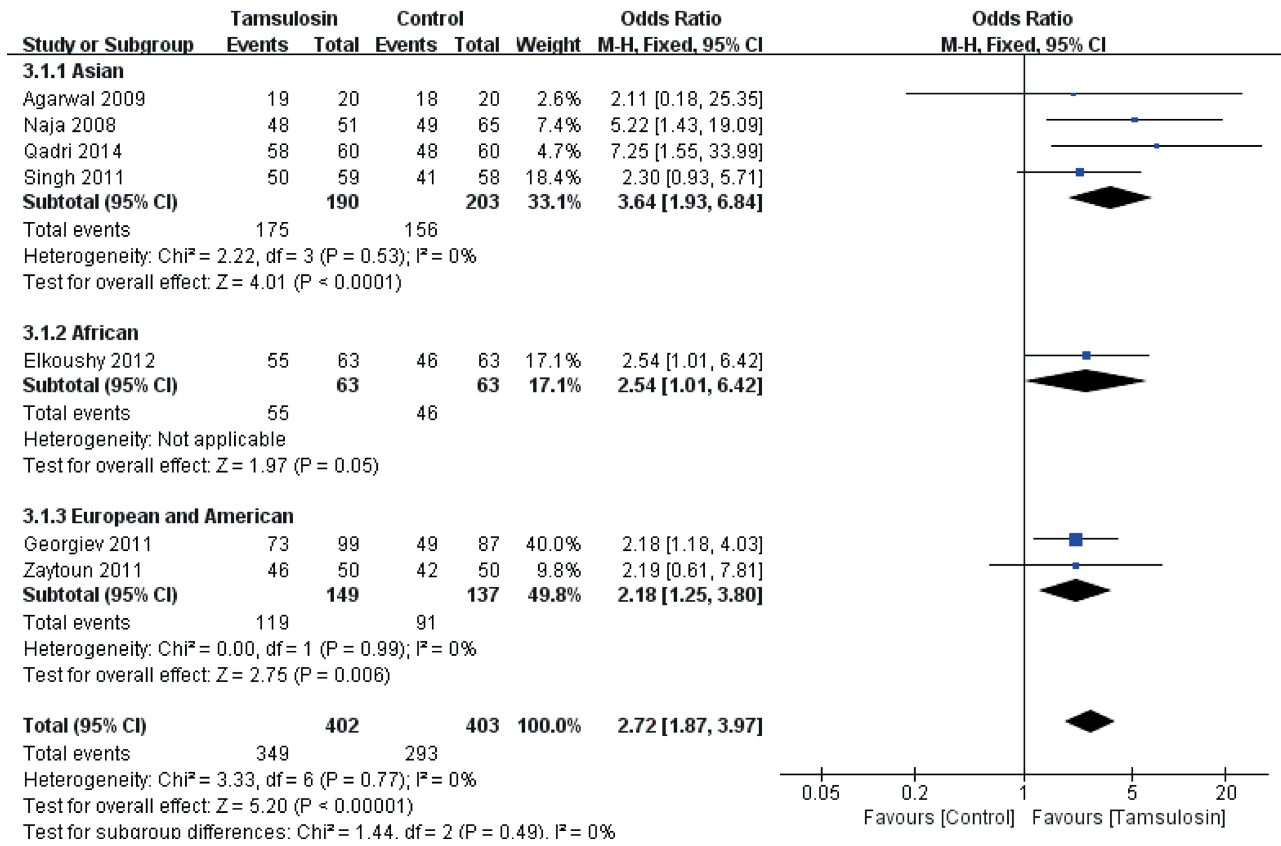 Tamsulosin Control Odds Ratio Odds Ratio
Study or Subgroup Events Total Events Total Weight M-H, Fixed, 95% CI M-H, Fixed, 95% CI
3.1.1 Asian
Agarwal 2009 19 20 18 20 2.6% 2.11 [0.18, 25.35]
Naja 2008 48 51 49 65 7.4% 5.22 [1.43, 19.09]
Qadri 2014 58 60 48 60 4.7% 7.25 [1.55, 33.99]
Singh 2011 50 59 41 58 18.4% 2.30 [0.93, 5.71]
Subtotal (95% CI) 190 203 33.1% 3.64 [1.93, 6.84]
Total events 175 156
Heterogeneity: Chi² = 2.22, df = 3 (P = 0.53); I² = 0%
Test for overall effect: Z = 4.01 (P < 0.0001)
3.1.2 African
Elkoushy 2012 55 63 46 63 17.1% 2.54 [1.01, 6.42]
Subtotal (95% CI) 63 63 17.1% 2.54 [1.01, 6.42]
Total events 55 46
Heterogeneity: Not applicable
Test for overall effect: Z = 1.97 (P = 0.05)
3.1.3 European and American
Georgiev 2011 73 99 49 87 40.0% 2.18 [1.18, 4.03]
Zaytoun 2011 46 50 42 50 9.8% 2.19 [0.61, 7.81]
Subtotal (95% CI) 149 137 49.8% 2.18 [1.25, 3.80]
Total events 119 91
Heterogeneity: Chi² = 0.00, df = 1 (P = 0.99); I² = 0%
Test for overall effect: Z = 2.75 (P = 0.006)
Total (95% CI) 402 403 100.0% 2.72 [1.87, 3.97]
Total events 349 293
Heterogeneity: Chi² = 3.33, df = 6 (P = 0.77); I² = 0%
Test for overall effect: Z = 5.20 (P < 0.00001)
Test for subgroup differences: Chi² = 1.44, df = 2 (P = 0.49), I² = 0%
0.05 0.2 1 5 20
Favours [Control] Favours [Tamsulosin]